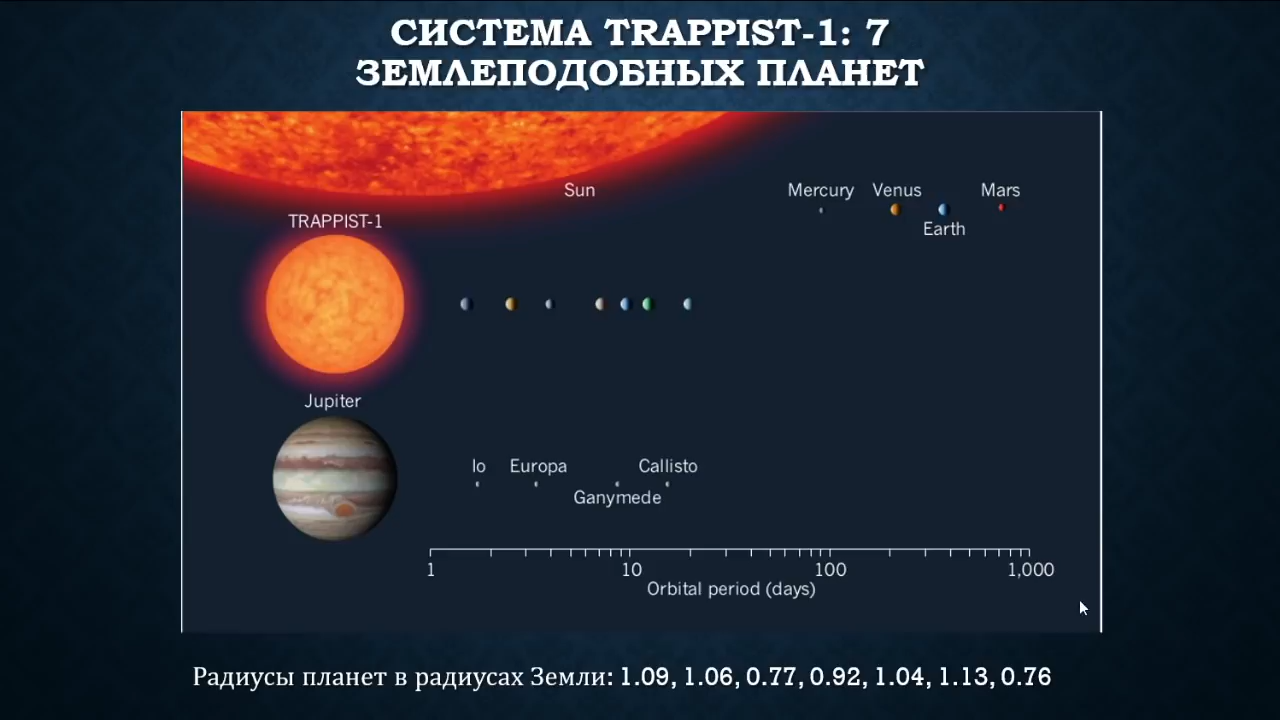 СИСТЕМА TRAPPIST-1: 7
ЗЕМЛЕПОДОБНЫХ ПЛАНЕТ
Sun
Mercury Venus Mars
Earth
TRAPPIST-1
Jupiter
Io Europa Callisto
Ganymede
1 10 100 1,000
Orbital period (days)
Радиусы планет в радиусах Земли: 1.09, 1.06, 0.77, 0.92, 1.04, 1.13, 0.76